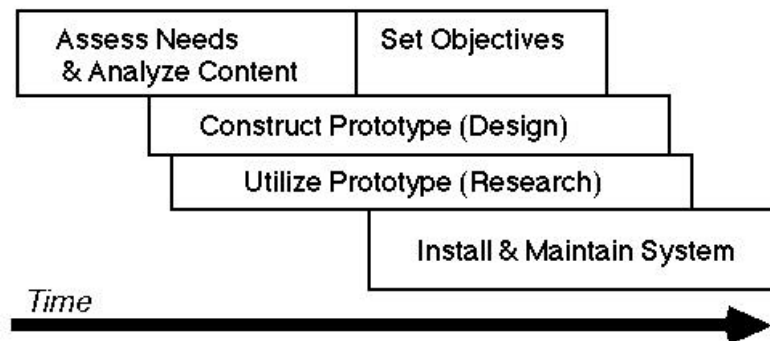 Assess Needs
& Analyze Content
Set Objectives
Construct Prototype (Design)
Utilize Prototype (Research)
Install & Maintain System
Time